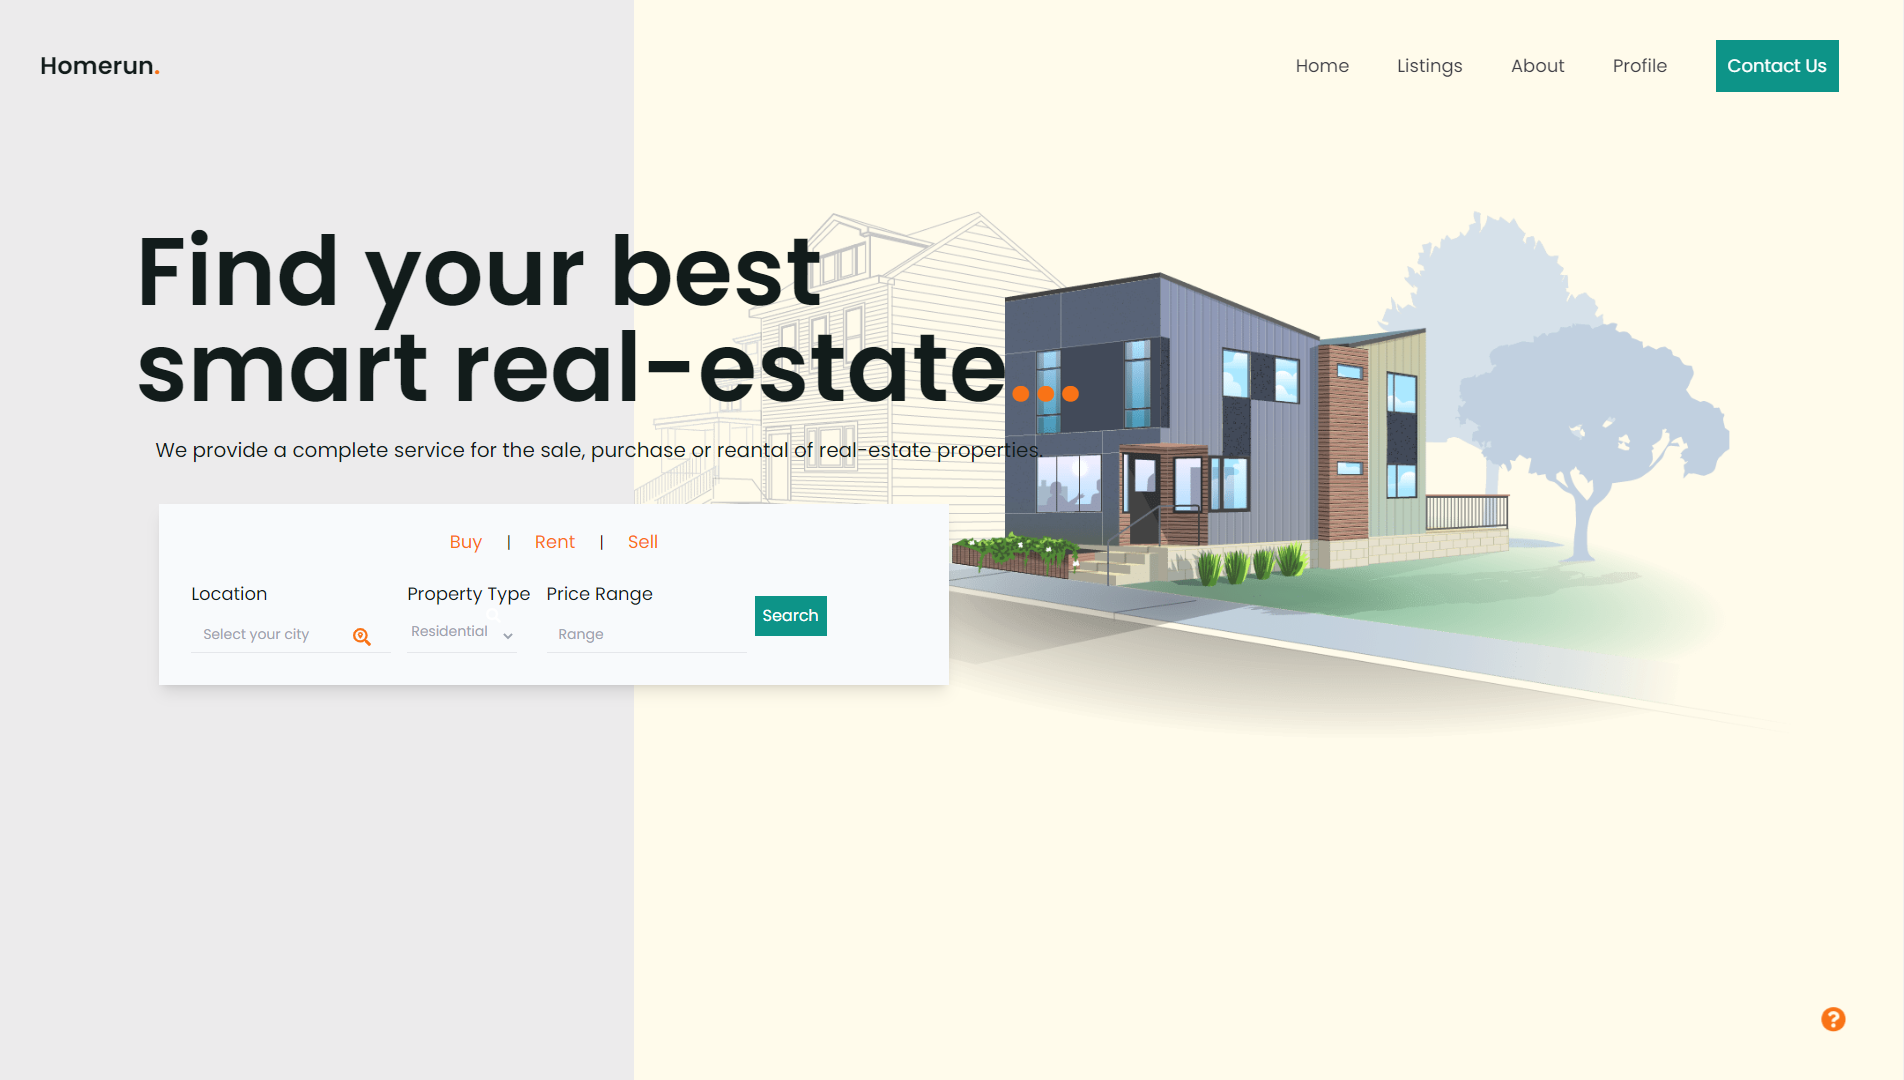 Homerun.
Home Listings About Profile Contact Us
Find your best
smart real-estate...
We provide a complete service for the sale, purchase or reantal of real-estate properties.
Buy | Rent | Sell
Location Property Type Price Range
Select your city Residential Range
Search
?